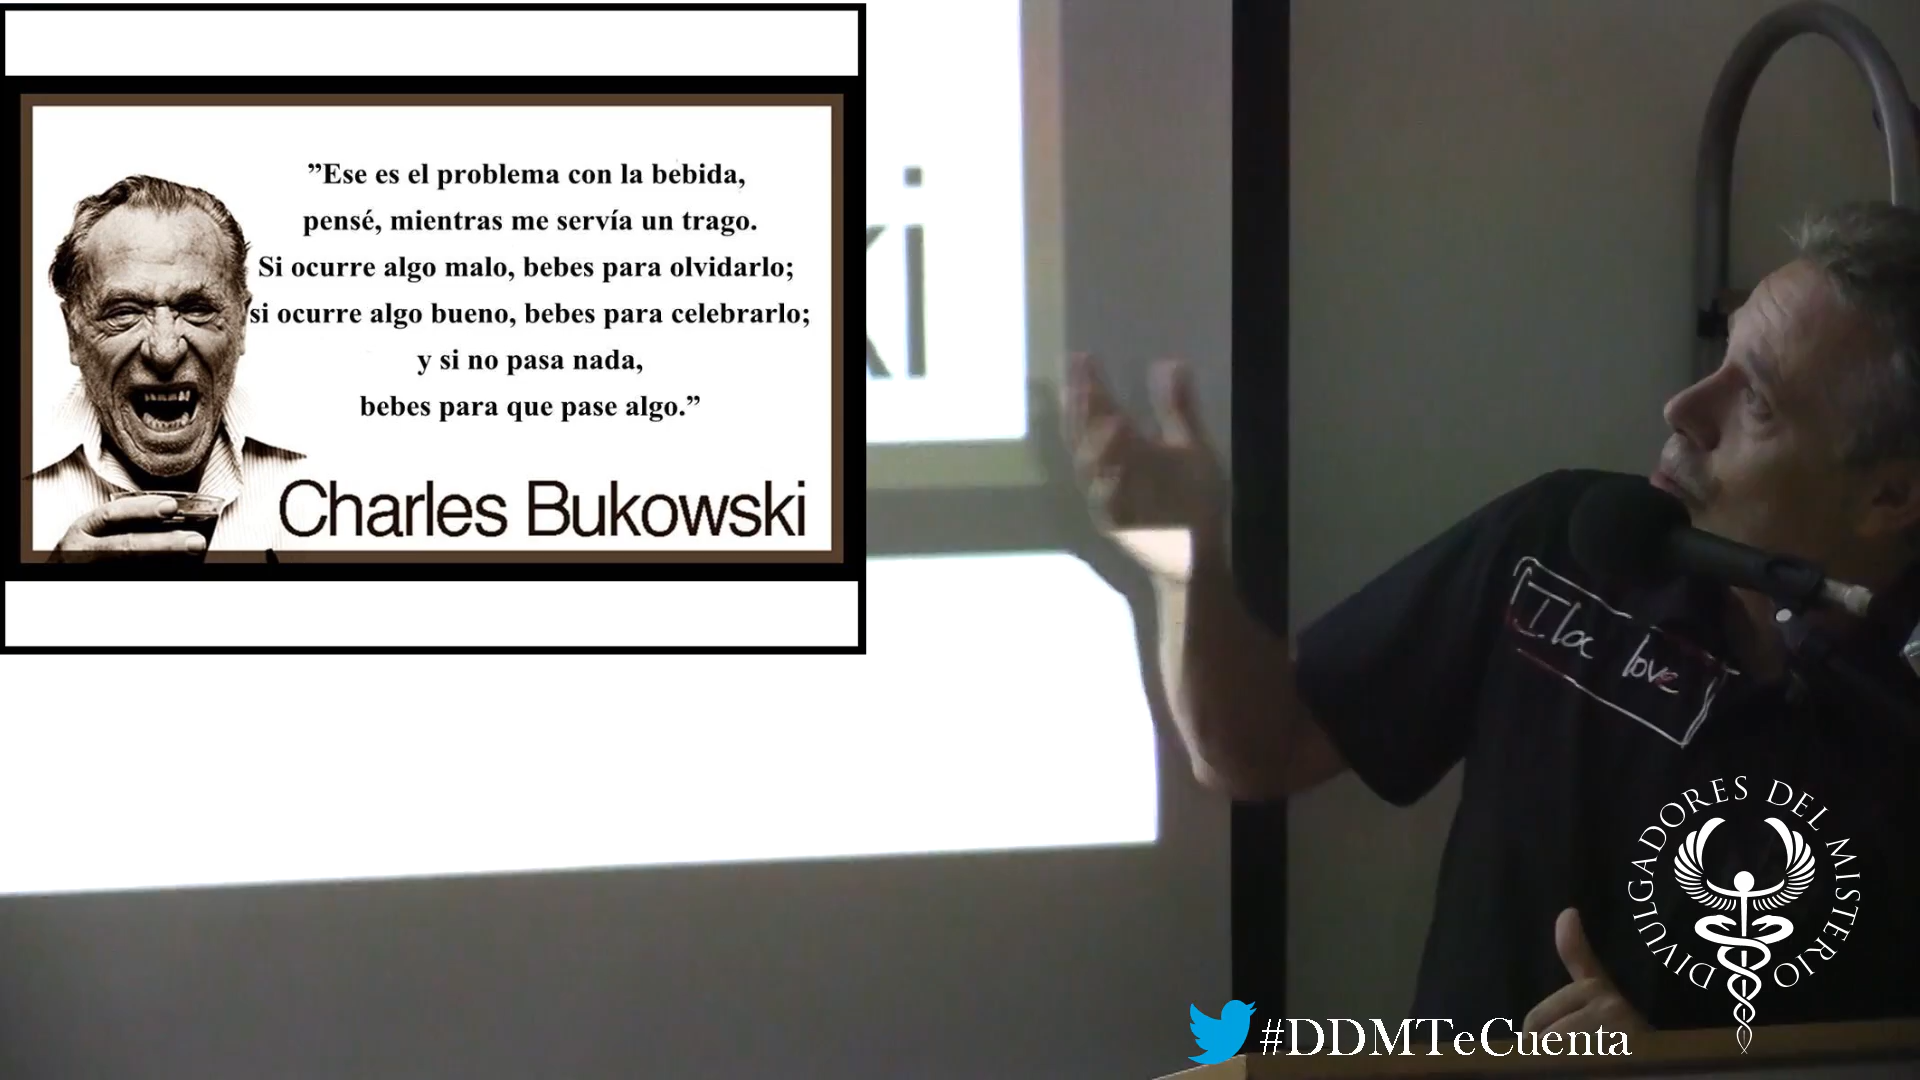 ”Ese es el problema con la bebida,
pensé, mientras me servía un trago.
Si ocurre algo malo, bebes para olvidarlo;
si ocurre algo bueno, bebes para celebrarlo;
y si no pasa nada,
bebes para que pase algo.”
Charles Bukowski
ki
love
DIVULGADORES DEL MISTERIO
#DDMTeCuenta